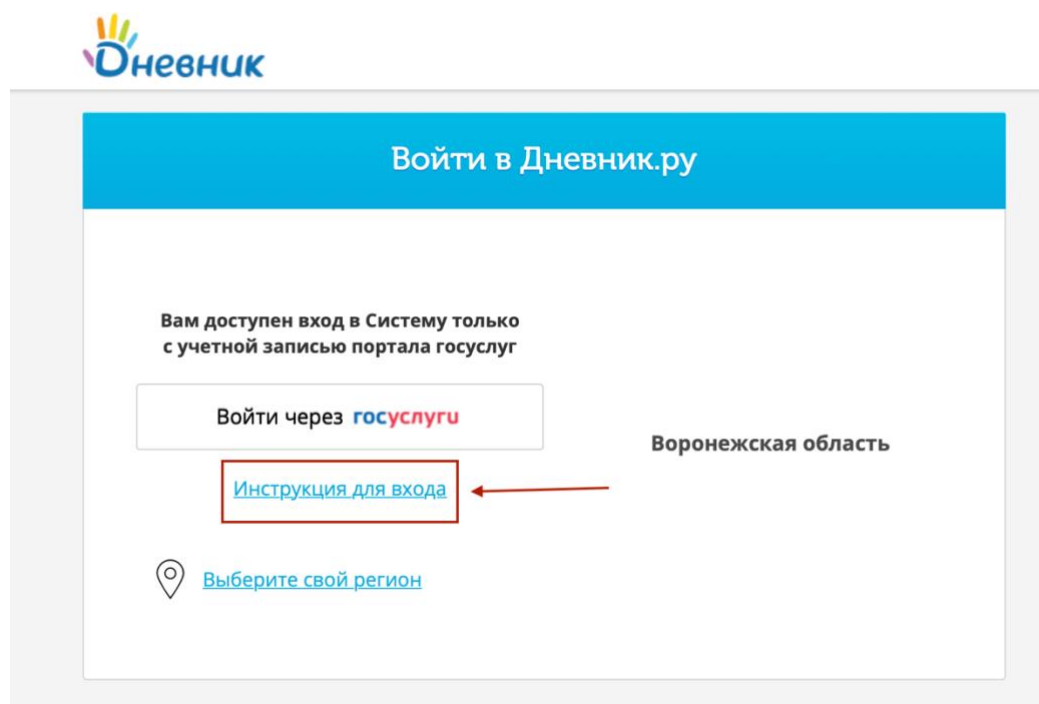 Дневник
Войти в Дневник.ру
Вам доступен вход в Систему только
с учетной записью портала госуслуг
Войти через госуслуги
Воронежская область
Инструкция для входа
Выберите свой регион